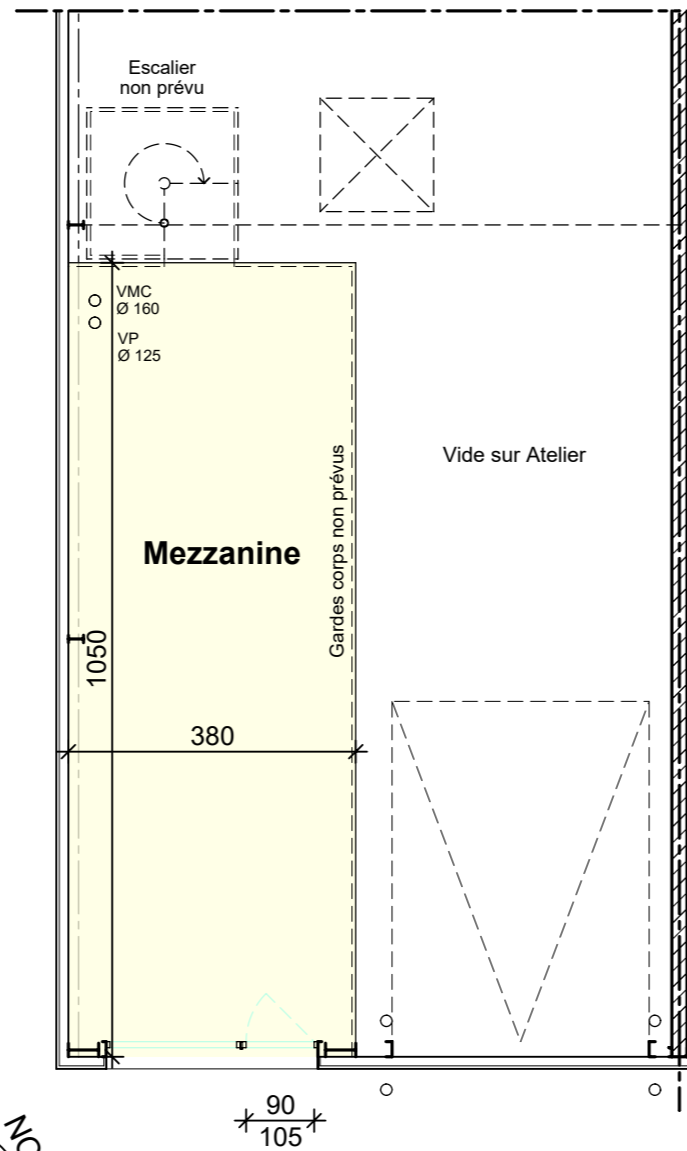 Escalier
non prévu
VMC
Ø 160
VP
Ø 125
Vide sur Atelier
Gardes corps non prévus
Mezzanine
1050
380
90
105
NO